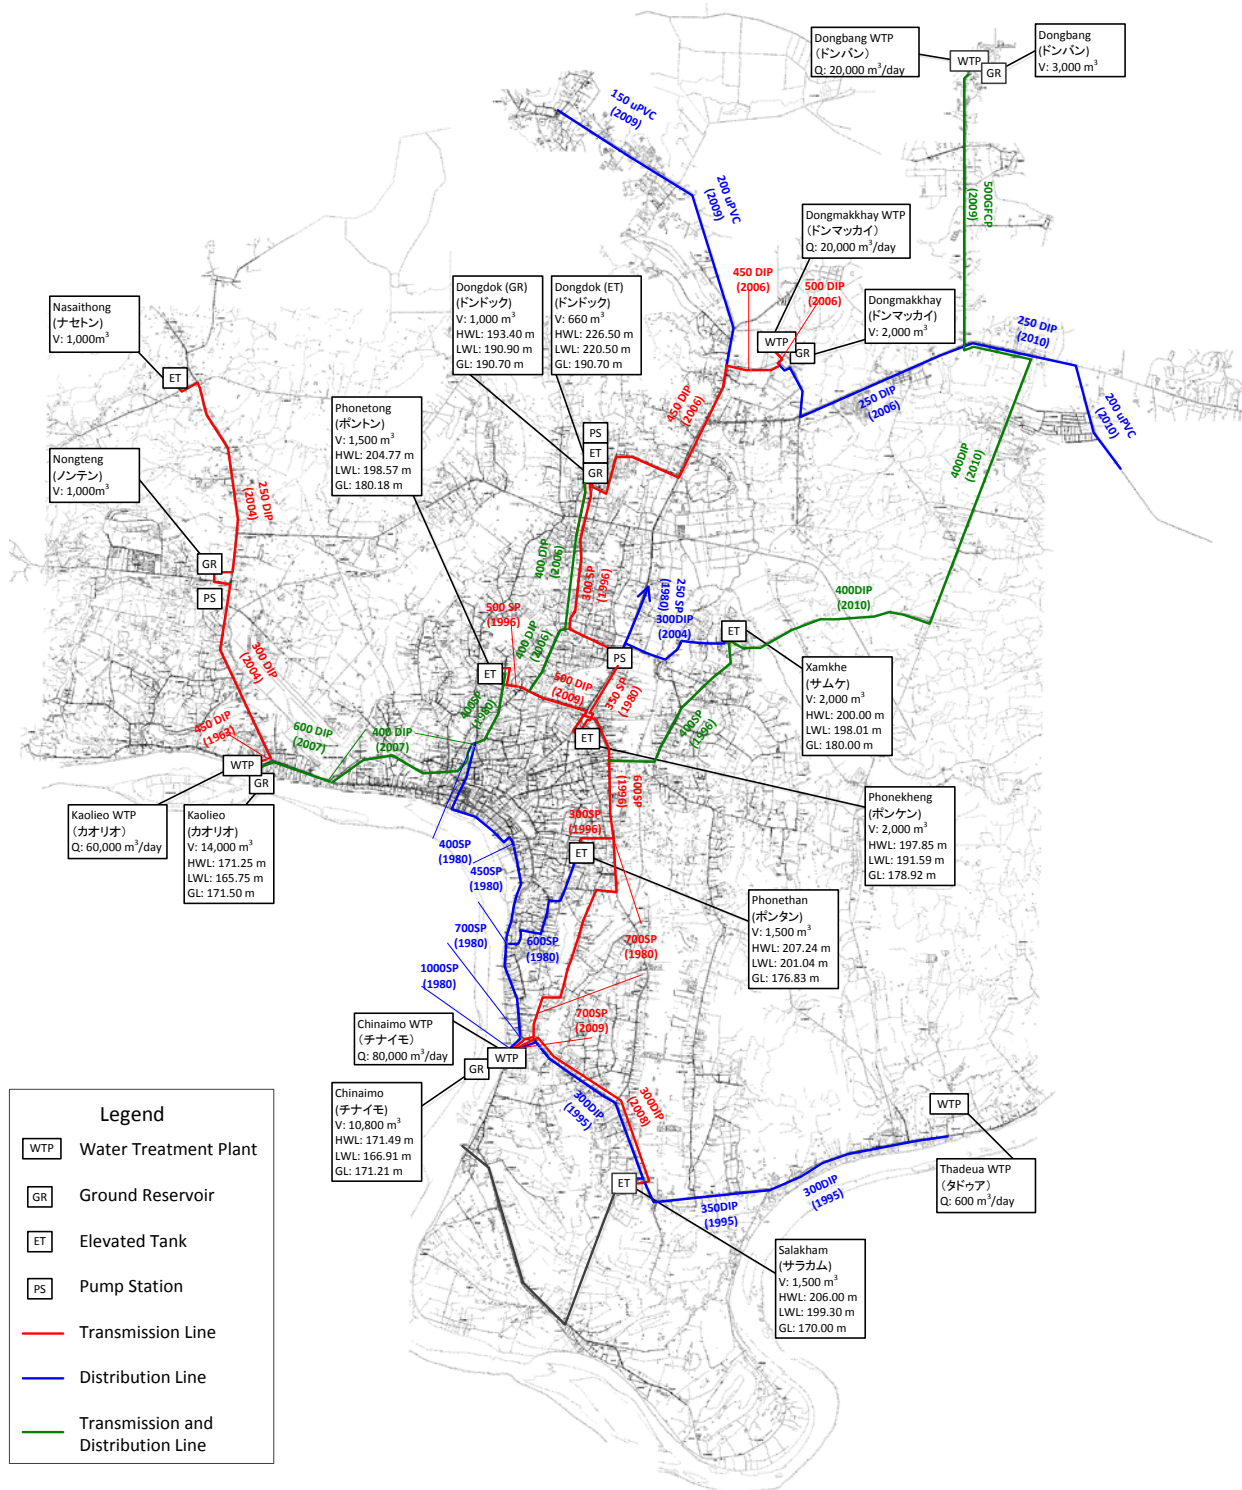 Dongbang WTP
(ドンバン)
Q: 20,000 m³/day
WTP
GR
Dongbang
(ドンバン)
V: 3,000 m³
150 uPVC
(2009)
200 uPVC
(2009)
500GFCP
(2009)
Dongmakkhay WTP
(ドンマッカイ)
Q: 20,000 m³/day
450 DIP
(2006)
500 DIP
(2006)
Dongmakkhay
(ドンマッカイ)
V: 2,000 m³
WTP
GR
250 DIP
(2010)
250 DIP
(2006)
200 uPVC
(2010)
400DIP
(2010)
Nasaithong
(ナセトン)
V: 1,000m³
ET
Dongdok (GR)
(ドンドック)
V: 1,000 m³
HWL: 193.40 m
LWL: 190.90 m
GL: 190.70 m
Dongdok (ET)
(ドンドック)
V: 660 m³
HWL: 226.50 m
LWL: 220.50 m
GL: 190.70 m
450 DIP
(2006)
PS
ET
GR
Phonetong
(ポントン)
V: 1,500 m³
HWL: 204.77 m
LWL: 198.57 m
GL: 180.18 m
Nongteng
(ノンテン)
V: 1,000m³
250 DIP
(2004)
GR
PS
300 DIP
(2004)
400 DIP
(2006)
300 SP
(1996)
250 SP
(1980)
300DIP
(2004)
400DIP
(2010)
500 SP
(1996)
400 DIP
(2006)
ET
PS
ET
500 DIP
(2009)
350 SP
(1980)
400SP
(1980)
400SP
(1996)
Xamkhe
(サムケ)
V: 2,000 m³
HWL: 200.00 m
LWL: 198.01 m
GL: 180.00 m
450 DIP
(1963)
600 DIP
(2007)
400 DIP
(2007)
ET
WTP
GR
600SP
(1996)
Kaolieo WTP
(カオリオ)
Q: 60,000 m³/day
Kaolieo
(カオリオ)
V: 14,000 m³
HWL: 171.25 m
LWL: 165.75 m
GL: 171.50 m
Phonekheng
(ポンケン)
V: 2,000 m³
HWL: 197.85 m
LWL: 191.59 m
GL: 178.92 m
300SP
(1996)
ET
400SP
(1980)
450SP
(1980)
Phonethan
(ポンタン)
V: 1,500 m³
HWL: 207.24 m
LWL: 201.04 m
GL: 176.83 m
700SP
(1980)
600SP
(1980)
700SP
(1980)
1000SP
(1980)
700SP
(2009)
Chinaimo WTP
(チナイモ)
Q: 80,000 m³/day
WTP
GR
Chinaimo
(チナイモ)
V: 10,800 m³
HWL: 171.49 m
LWL: 166.91 m
GL: 171.21 m
300DIP
(1995)
300DIP
(2008)
WTP
Thadeua WTP
(タドゥア)
Q: 600 m³/day
ET
350DIP
(1995)
300DIP
(1995)
Salakham
(サラカム)
V: 1,500 m³
HWL: 206.00 m
LWL: 199.30 m
GL: 170.00 m
Legend
WTP Water Treatment Plant
GR Ground Reservoir
ET Elevated Tank
PS Pump Station
Transmission Line
Distribution Line
Transmission and
Distribution Line